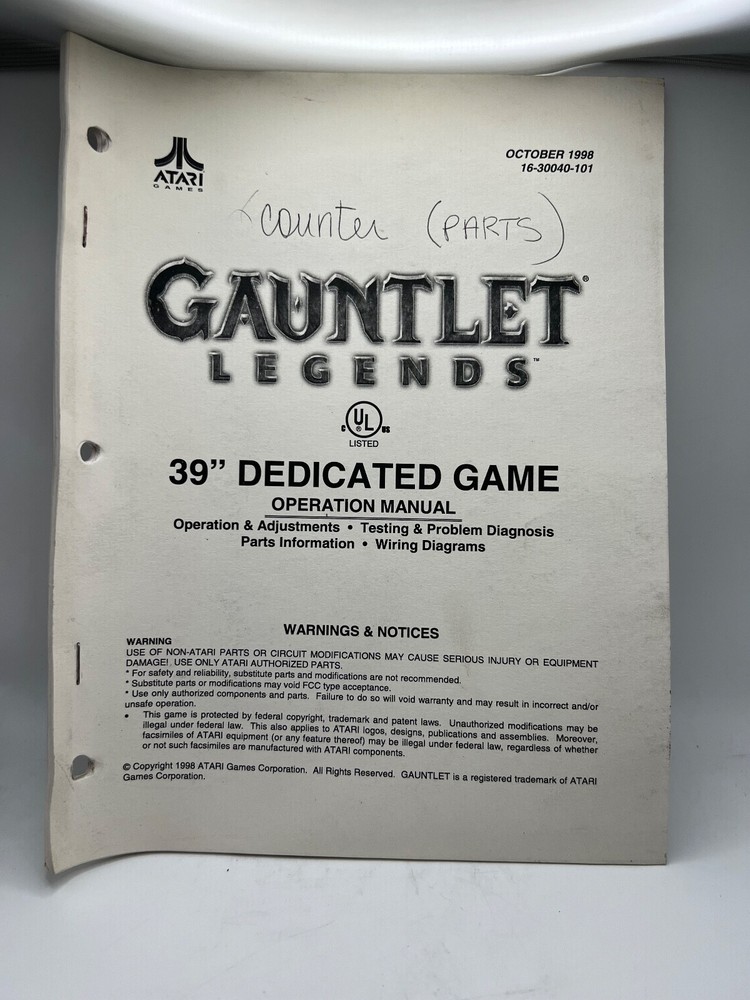 ATARI
GAMES
OCTOBER 1998
16-30040-101
counter (PARTS)
GAUNTLET®
LEGENDS™
C UL® US
LISTED
39” DEDICATED GAME
OPERATION MANUAL
Operation & Adjustments • Testing & Problem Diagnosis
Parts Information • Wiring Diagrams
WARNINGS & NOTICES
WARNING
USE OF NON-ATARI PARTS OR CIRCUIT MODIFICATIONS MAY CAUSE SERIOUS INJURY OR EQUIPMENT
DAMAGE! USE ONLY ATARI AUTHORIZED PARTS.
* For safety and reliability, substitute parts and modifications are not recommended.
* Substitute parts or modifications may void FCC type acceptance.
* Use only authorized components and parts. Failure to do so will void warranty and may result in incorrect and/or
unsafe operation.
• This game is protected by federal copyright, trademark and patent laws. Unauthorized modifications may be
illegal under federal law. This also applies to ATARI logos, designs, publications and assemblies. Moreover,
facsimiles of ATARI equipment (or any feature thereof) may be illegal under federal law, regardless of whether
or not such facsimiles are manufactured with ATARI components.
© Copyright 1998 ATARI Games Corporation. All Rights Reserved. GAUNTLET is a registered trademark of ATARI
Games Corporation.